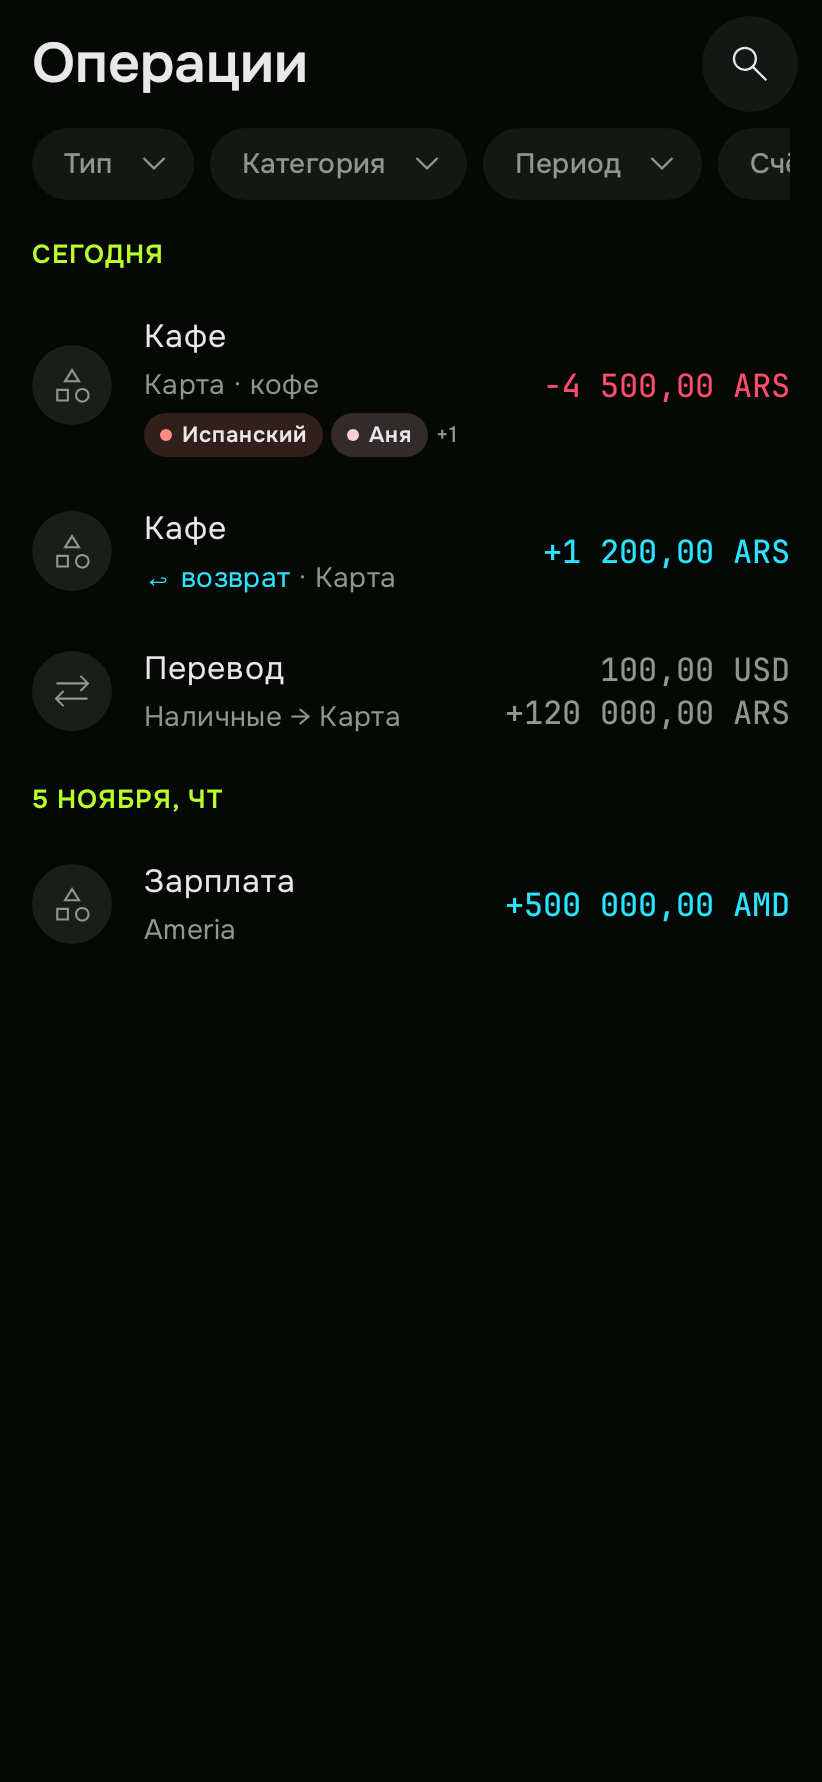 Операции
Тип Категория Период Счё
СЕГОДНЯ
Кафе
Карта · кофе
-4 500,00 ARS
Испанский Аня +1
Кафе
↩ возврат · Карта
+1 200,00 ARS
Перевод
100,00 USD
Наличные → Карта
+120 000,00 ARS
5 НОЯБРЯ, ЧТ
Зарплата
Ameria
+500 000,00 AMD